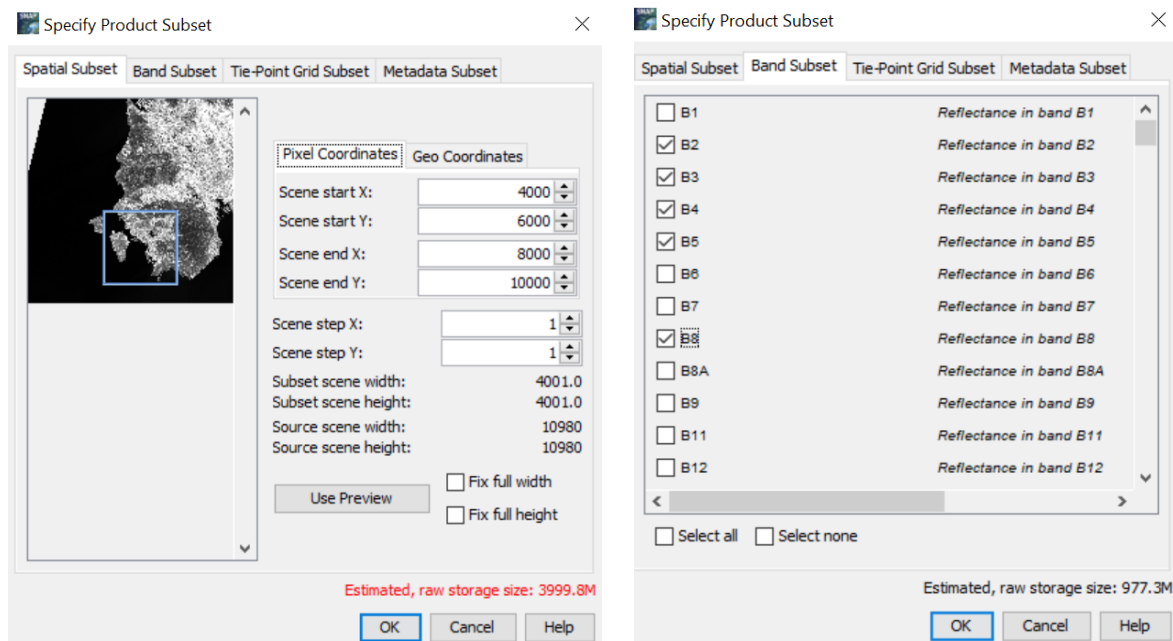 Specify Product Subset
Spatial Subset Band Subset Tie-Point Grid Subset Metadata Subset
Pixel Coordinates Geo Coordinates
Scene start X: 4000
Scene start Y: 6000
Scene end X: 8000
Scene end Y: 10000
Scene step X: 1
Scene step Y: 1
Subset scene width: 4001.0
Subset scene height: 4001.0
Source scene width: 10980
Source scene height: 10980
Use Preview
Fix full width
Fix full height
Estimated, raw storage size: 3999.8M
OK Cancel Help
SNAP Specify Product Subset
Spatial Subset Band Subset Tie-Point Grid Subset Metadata Subset
B1 Reflectance in band B1
B2 Reflectance in band B2
B3 Reflectance in band B3
B4 Reflectance in band B4
B5 Reflectance in band B5
B6 Reflectance in band B6
B7 Reflectance in band B7
B8 Reflectance in band B8
B8A Reflectance in band B8A
B9 Reflectance in band B9
B11 Reflectance in band B11
B12 Reflectance in band B12
Select all Select none
Estimated, raw storage size: 977.3M
OK Cancel Help